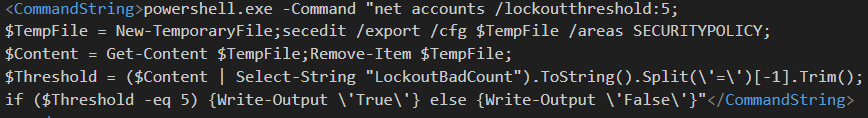 <CommandString>powershell.exe -Command "net accounts /lockoutthreshold:5;
$TempFile = New-TemporaryFile;secedit /export /cfg $TempFile /areas SECURITYPOLICY;
$Content = Get-Content $TempFile;Remove-Item $TempFile;
$Threshold = ($Content | Select-String "LockoutBadCount").ToString().Split(\'=\')[-1].Trim();
if ($Threshold -eq 5) {Write-Output \'True\'} else {Write-Output \'False\'}"</CommandString>